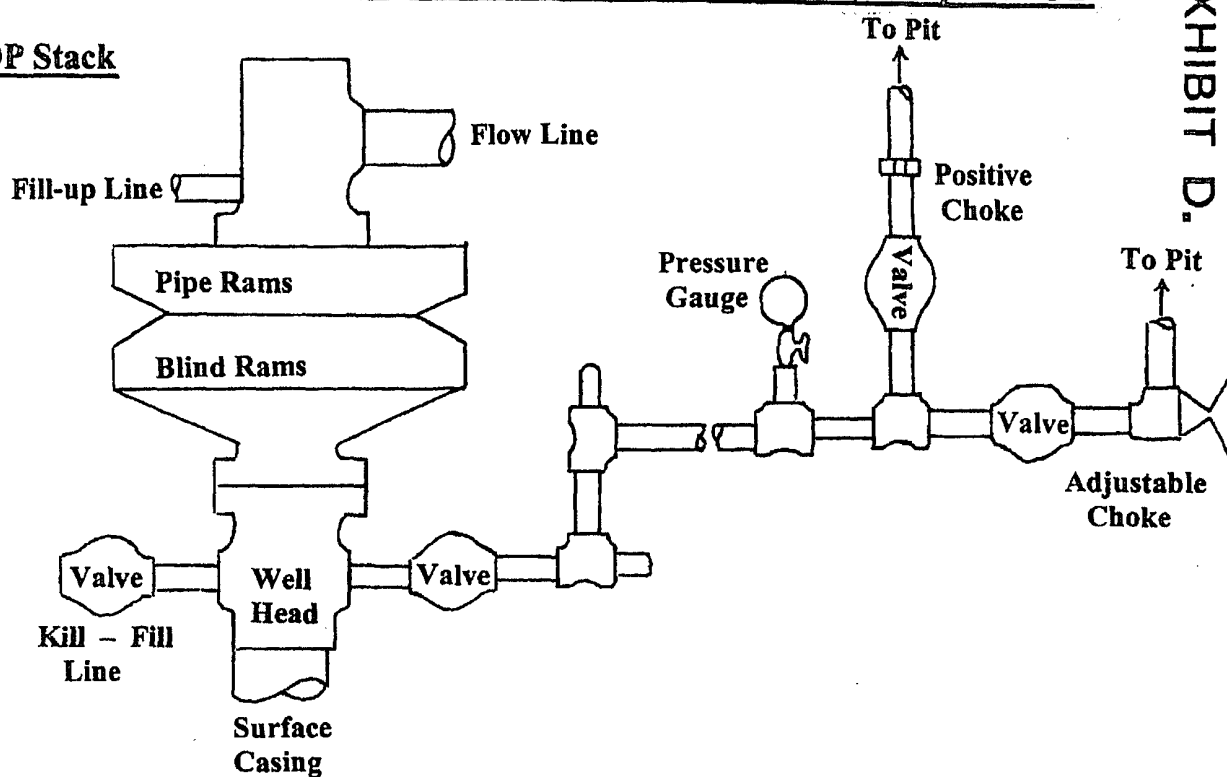 To Pit
Stack
Flow Line
Fill-up Line
Positive
Choke
Pipe Rams
Pressure
Gauge
Valve
To Pit
Blind Rams
Valve
Adjustable
Choke
Valve
Well
Head
Valve
Kill – Fill
Line
Surface
Casing
XHIBIT D.